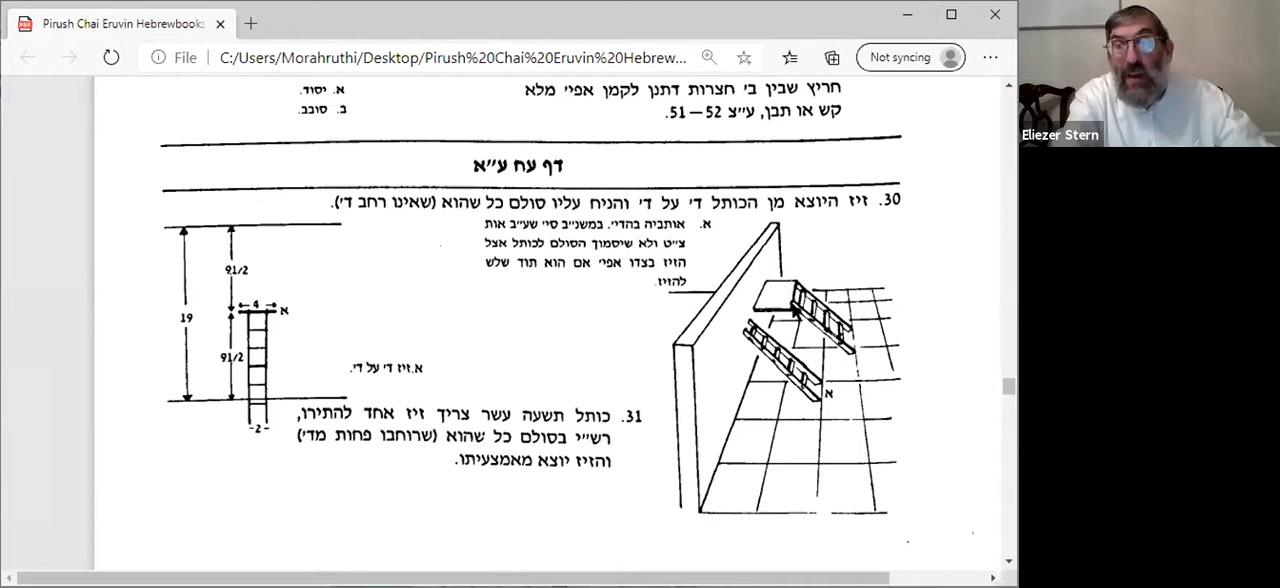 Pirush Chai Eruvin Hebrewbook
File C:/Users/Morahruthi/Desktop/Pirush%20Chai%20Eruvin%20Hebrew...
Not syncing
Eliezer Stern
חריץ שבין ב׳ חצרות דתנן לקמן אפי׳ מלא
קש או תבן, ע״צ 52—51.
א. יסוד.
ב. סובב.
דף עח ע״א
30. זיז היוצא מן הכותל ד׳ על ד׳ והניח עליו סולם כל שהוא (שאינו רחב ד׳).
א. אותביה בהדי׳. במשנ״ב סי׳ שע״ב אות
צ״ט ולא שיסמוך הסולם לכותל אצל
הזיז בצדו אפי׳ אם הוא תוד שלש
להזיז.
א
19
91/2
4
א
91/2
2
א. זיז ד׳ על ד׳.
31. כותל תשעה עשר צריך זיז אחד להתירו,
רש״י בסולם כל שהוא (שרוחבו פחות מד׳)
והזיז יוצא מאמצעיתו.